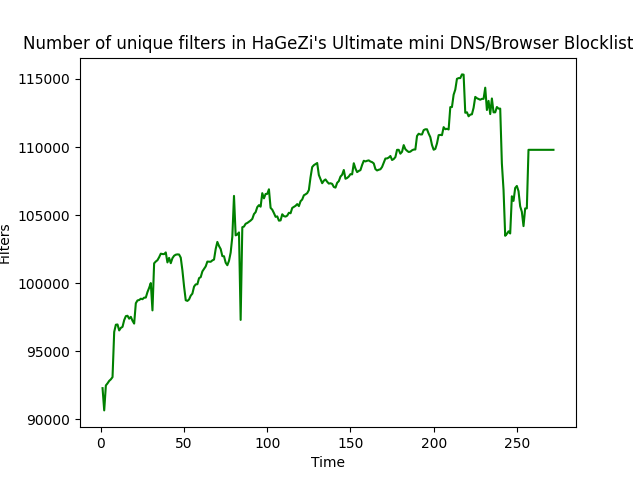 Number of unique filters in HaGeZi's Ultimate mini DNS/Browser Blocklist
115000
110000
105000
100000
95000
90000
Filters
0 50 100 150 200 250
Time